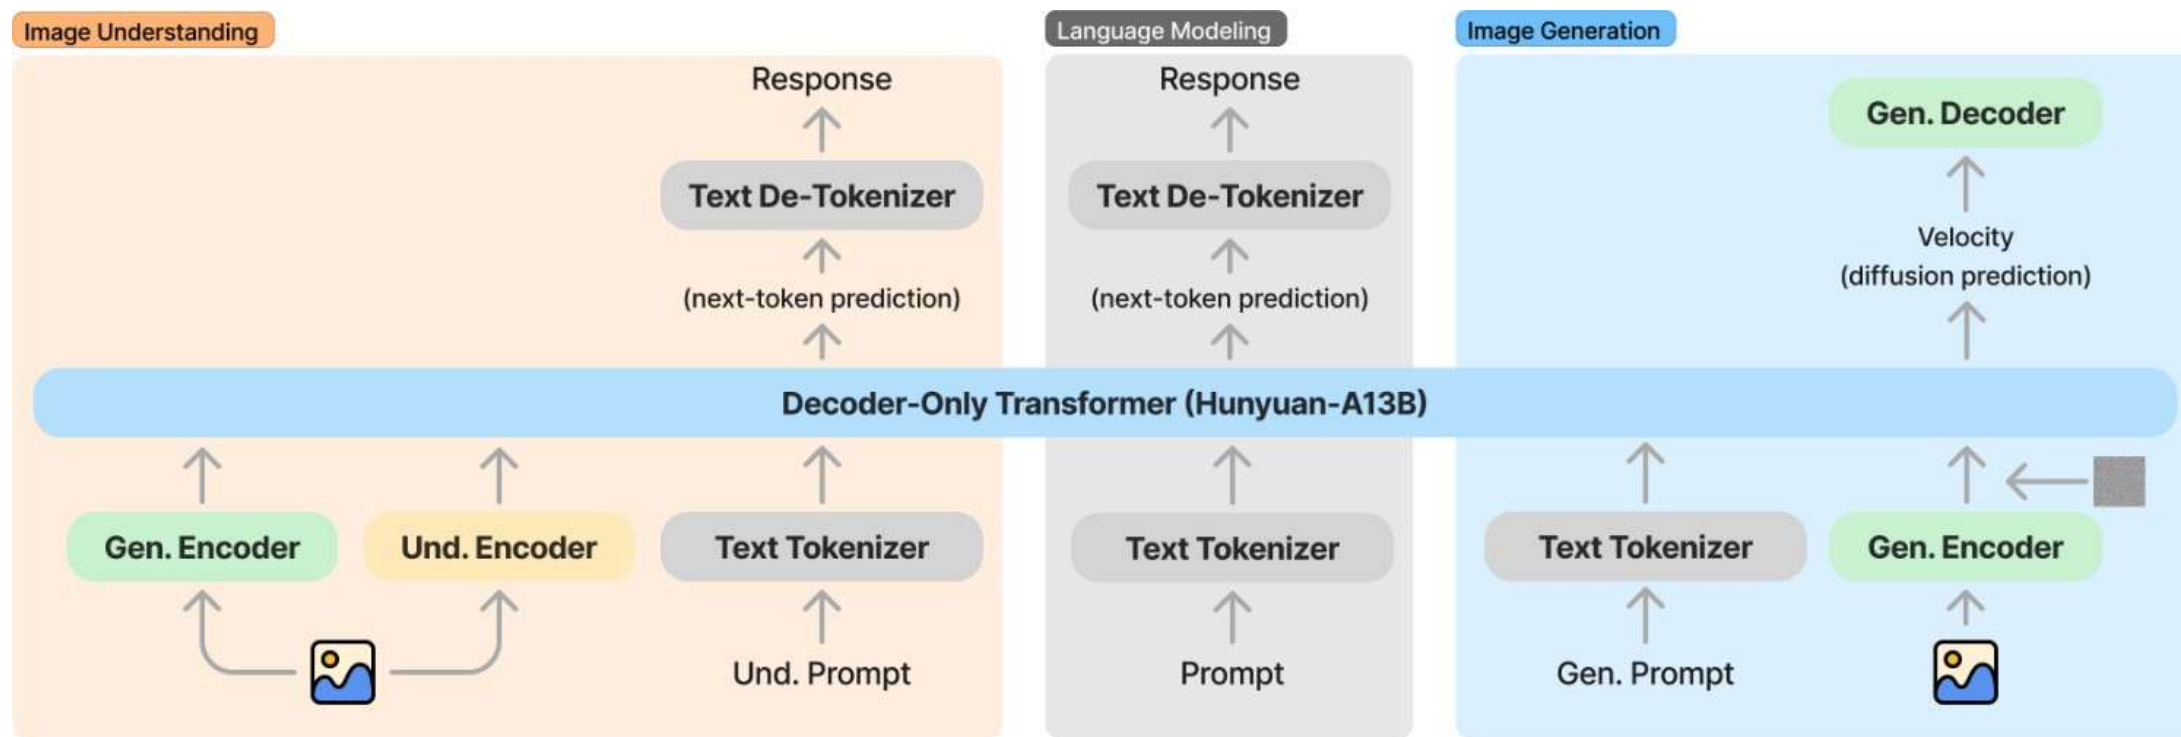 Image Understanding
Language Modeling
Image Generation
Response
Response
Gen. Decoder
Text De-Tokenizer
Text De-Tokenizer
Velocity
(diffusion prediction)
(next-token prediction)
(next-token prediction)
Decoder-Only Transformer (Hunyuan-A13B)
Gen. Encoder
Und. Encoder
Text Tokenizer
Text Tokenizer
Text Tokenizer
Gen. Encoder
Und. Prompt
Prompt
Gen. Prompt